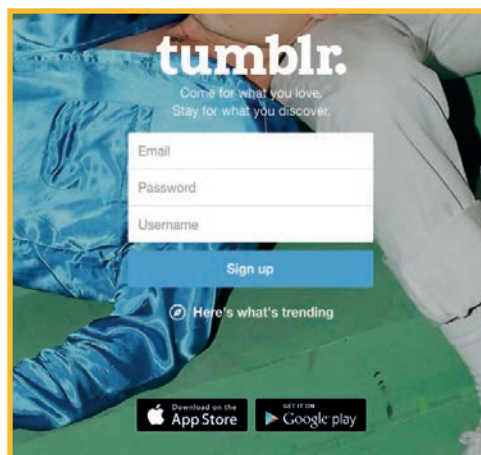 tumblr.
Come for what you love.
Stay for what you discover.
Email
Password
Username
Sign up
Here's what's trending
Download on the
App Store
GET IT ON
Google play